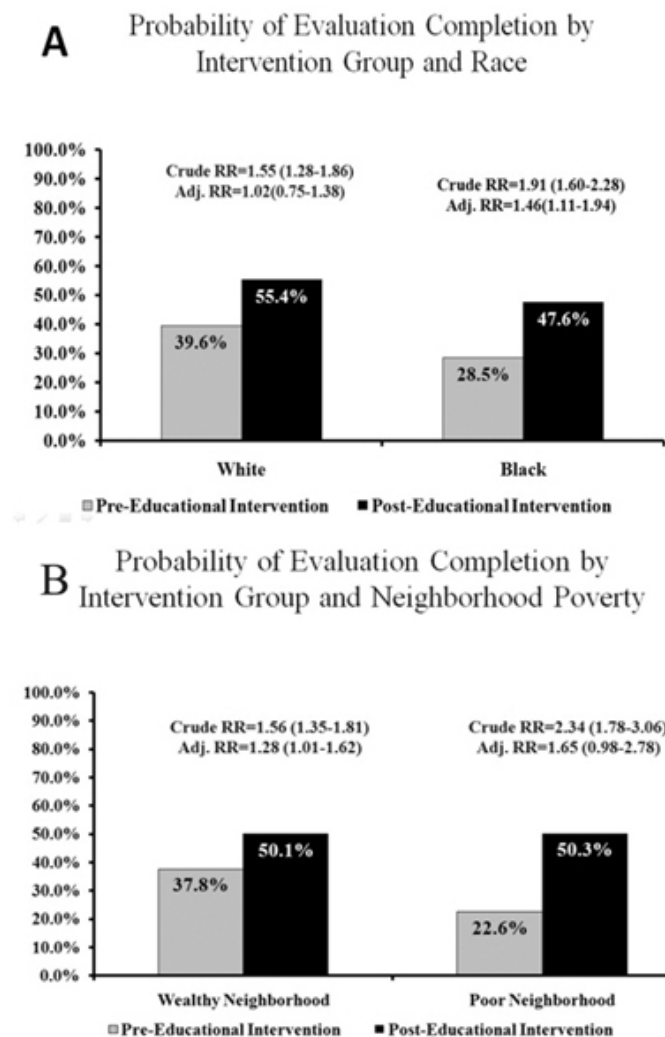 A
Probability of Evaluation Completion by
Intervention Group and Race
100.0%
90.0%
80.0%
70.0%
60.0%
50.0%
40.0%
30.0%
20.0%
10.0%
0.0%
Crude RR=1.55 (1.28-1.86)
Adj. RR=1.02(0.75-1.38)
Crude RR=1.91 (1.60-2.28)
Adj. RR=1.46(1.11-1.94)
39.6%
55.4%
28.5%
47.6%
White
Black
Pre-Educational Intervention
Post-Educational Intervention
B
Probability of Evaluation Completion by
Intervention Group and Neighborhood Poverty
100.0%
90.0%
80.0%
70.0%
60.0%
50.0%
40.0%
30.0%
20.0%
10.0%
0.0%
Crude RR=1.56 (1.35-1.81)
Adj. RR=1.28 (1.01-1.62)
Crude RR=2.34 (1.78-3.06)
Adj. RR=1.65 (0.98-2.78)
37.8%
50.1%
22.6%
50.3%
Wealthy Neighborhood
Poor Neighborhood
Pre-Educational Intervention
Post-Educational Intervention